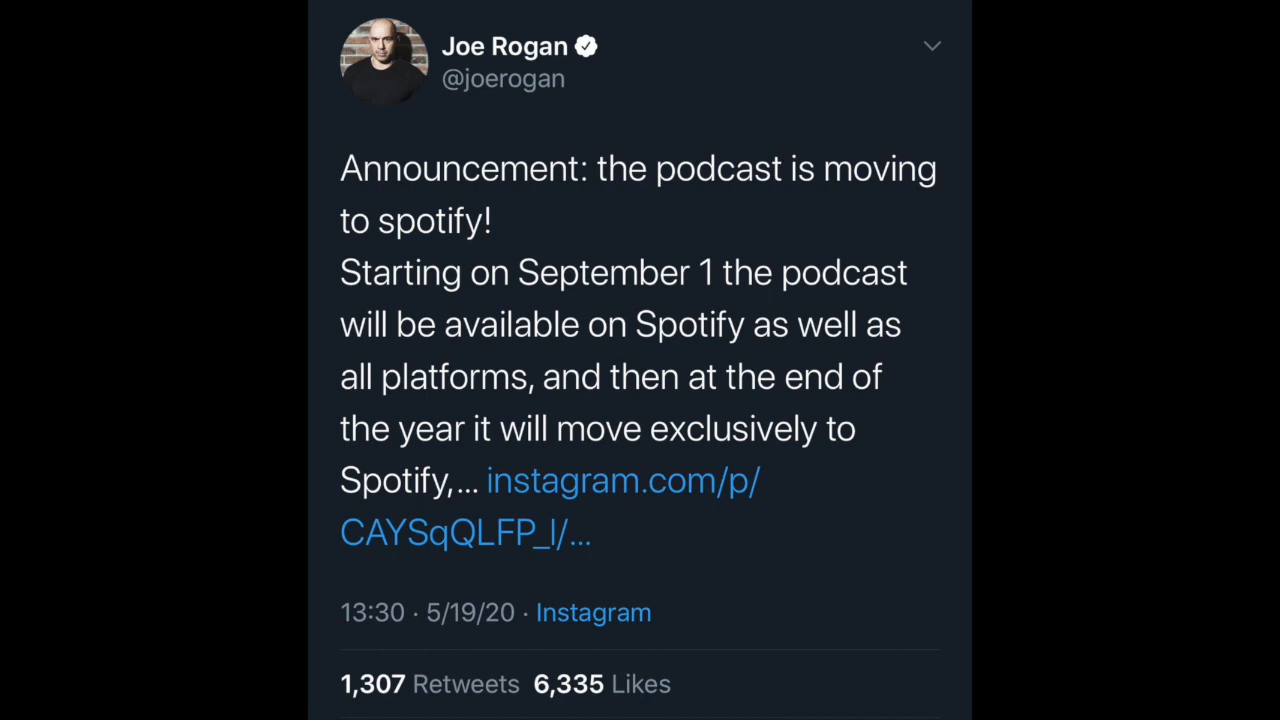 Joe Rogan
@joerogan
Announcement: the podcast is moving
to spotify!
Starting on September 1 the podcast
will be available on Spotify as well as
all platforms, and then at the end of
the year it will move exclusively to
Spotify,... instagram.com/p/
CAYSqQLFP_l/...
13:30 · 5/19/20 · Instagram
1,307 Retweets 6,335 Likes